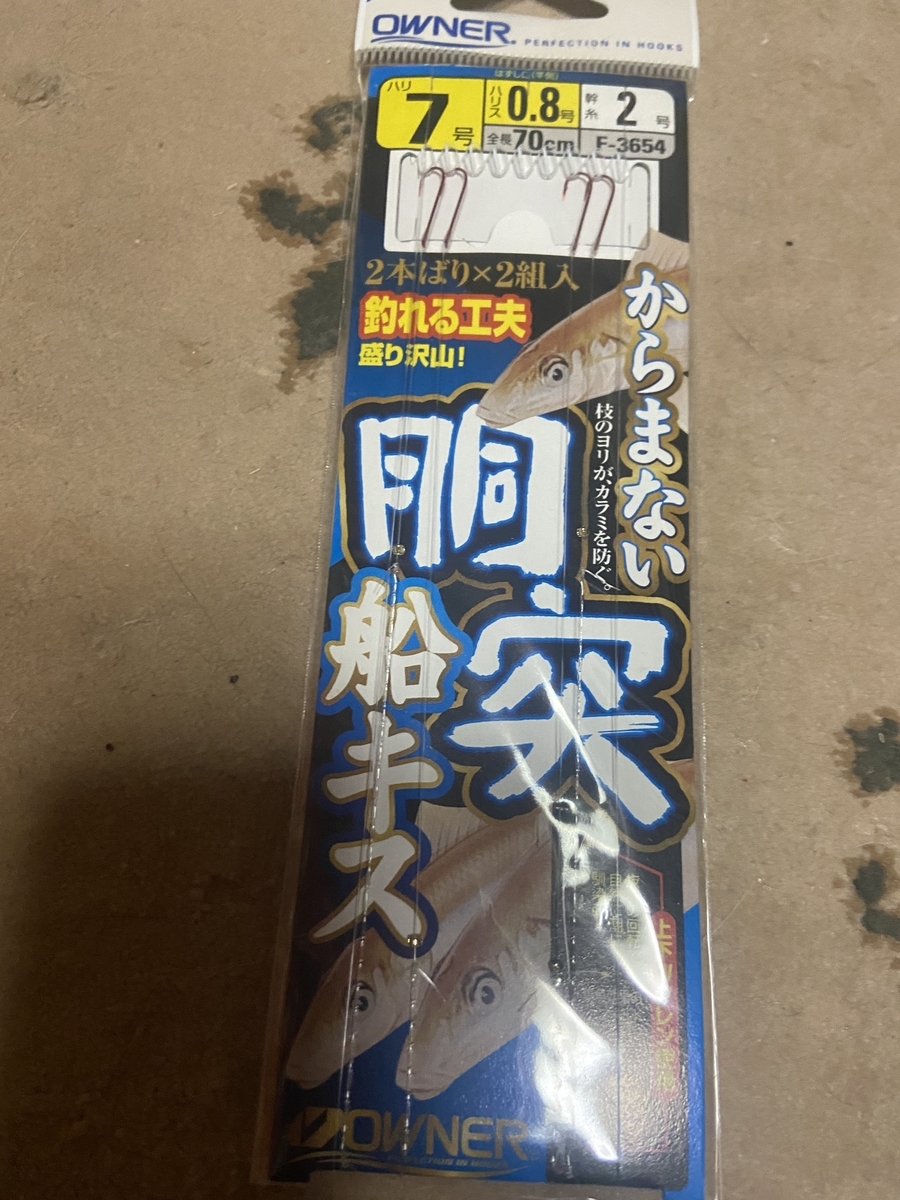 OWNER
PERFECTION IN HOOKS
ハリ 7号
ハリス 0.8号
幹糸 2号
全長70cm
F-3654
2本ばり×2組入
釣れる工夫
盛り沢山!
からまない
枝のヨリが、カラミを防ぐ。
胴突
船キス
OWNER